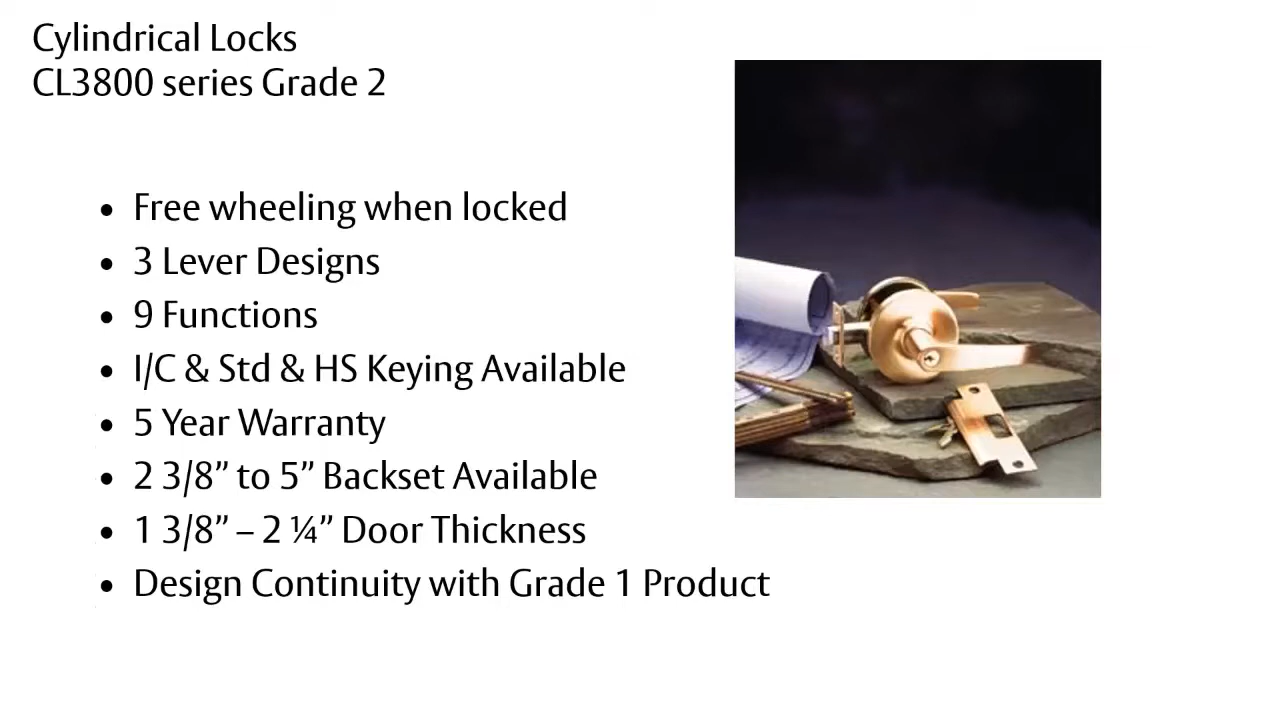 Cylindrical Locks
CL3800 series Grade 2
• Free wheeling when locked
• 3 Lever Designs
• 9 Functions
• I/C & Std & HS Keying Available
• 5 Year Warranty
• 2 3/8” to 5” Backset Available
• 1 3/8” – 2 ¼” Door Thickness
• Design Continuity with Grade 1 Product